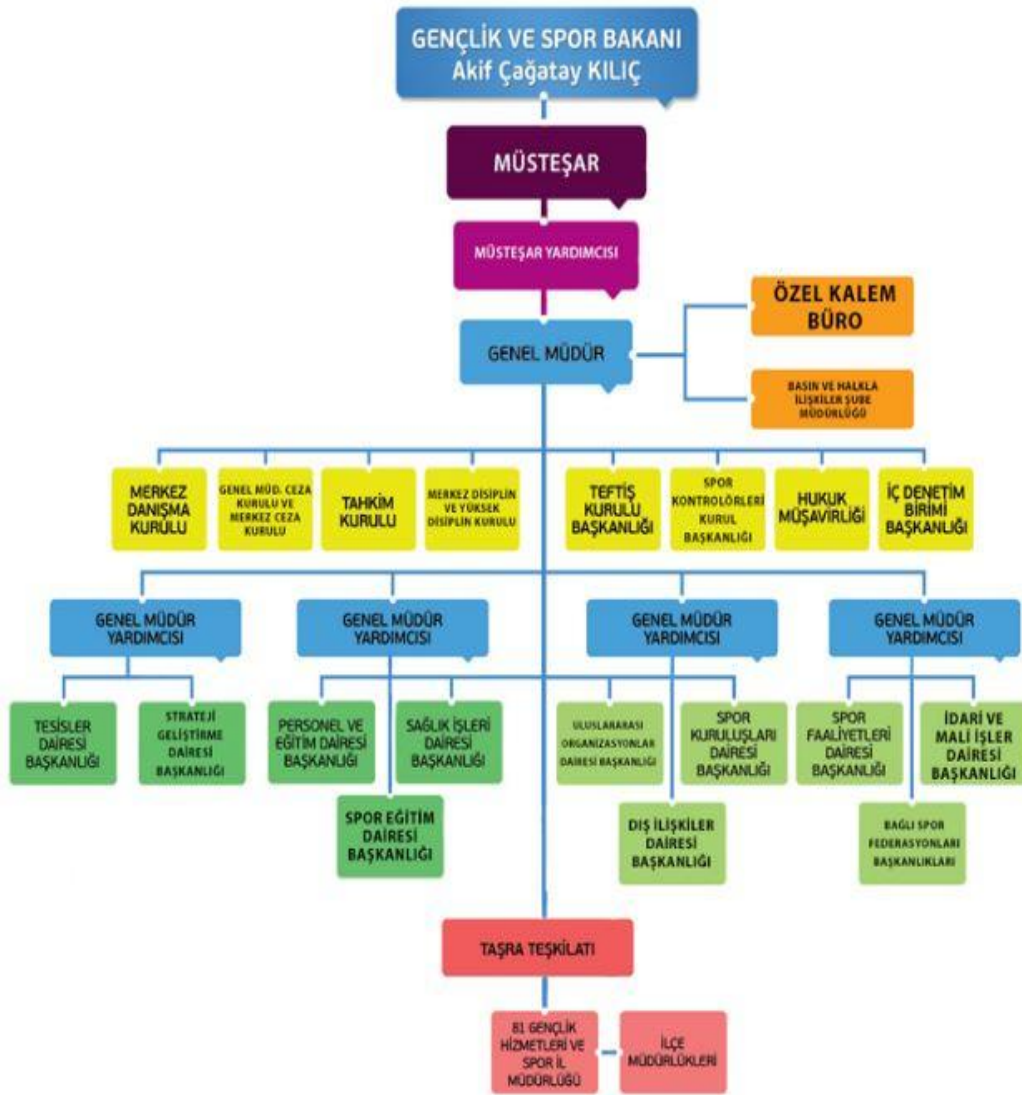 GENÇLİK VE SPOR BAKANI
Akif Çağatay KILIÇ
MÜSTEŞAR
MÜSTEŞAR YARDIMCISI
GENEL MÜDÜR
ÖZEL KALEM
BÜRO
BASIN VE HALKLA
İLİŞKİLER ŞUBE
MÜDÜRLÜĞÜ
MERKEZ
DANIŞMA
KURULU
GENEL MÜD. CEZA
KURULU VE
MERKEZ CEZA
KURULU
TAHKİM
KURULU
MERKEZ DİSİPLİN
VE YÜKSEK
DİSİPLİN KURULU
TEFTİŞ
KURULU
BAŞKANLIĞI
SPOR
KONTROLÖRLERİ
KURUL
BAŞKANLIĞI
HUKUK
MÜŞAVİRLİĞİ
İÇ DENETİM
BİRİMİ
BAŞKANLIĞI
GENEL MÜDÜR
YARDIMCISI
GENEL MÜDÜR
YARDIMCISI
GENEL MÜDÜR
YARDIMCISI
GENEL MÜDÜR
YARDIMCISI
TESİSLER
DAİRESİ
BAŞKANLIĞI
STRATEJİ
GELİŞTİRME
DAİRESİ
BAŞKANLIĞI
PERSONEL VE
EĞİTİM DAİRESİ
BAŞKANLIĞI
SAĞLIK İŞLERİ
DAİRESİ
BAŞKANLIĞI
ULUSLARARASI
ORGANİZASYONLAR
DAİRESİ BAŞKANLIĞI
SPOR
KURULUŞLARI
DAİRESİ
BAŞKANLIĞI
SPOR
FAALİYETLERİ
DAİRESİ
BAŞKANLIĞI
İDARİ VE
MALİ İŞLER
DAİRESİ
BAŞKANLIĞI
SPOR EĞİTİM
DAİRESİ
BAŞKANLIĞI
DIŞ İLİŞKİLER
DAİRESİ
BAŞKANLIĞI
BAĞLI SPOR
FEDERASYONLARI
BAŞKANLIKLARI
TAŞRA TEŞKİLATI
81 GENÇLİK
HİZMETLERİ VE
SPOR İL
MÜDÜRLÜĞÜ
İLÇE
MÜDÜRLÜKLERİ